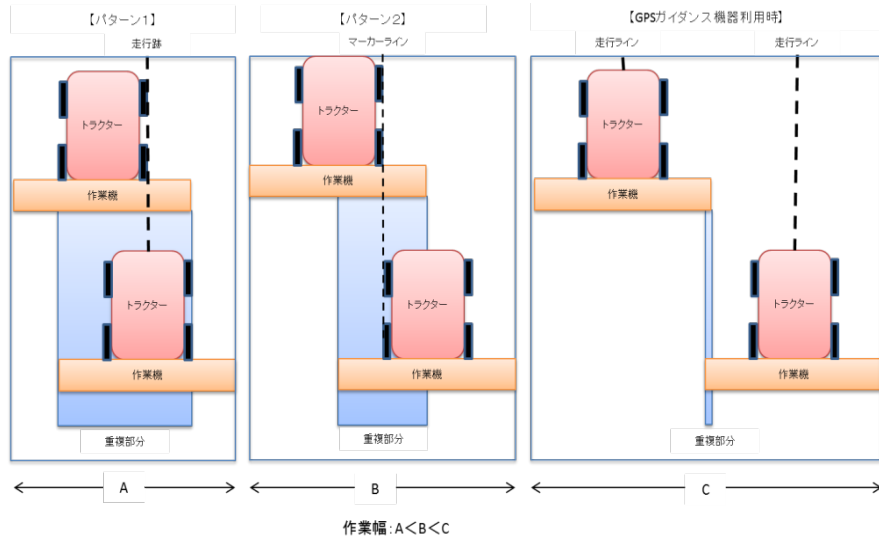 【パターン1】
走行跡
トラクター
作業機
トラクター
作業機
重複部分
A
【パターン2】
マーカーライン
トラクター
作業機
トラクター
作業機
重複部分
B
【GPSガイダンス機器利用時】
走行ライン
走行ライン
トラクター
作業機
トラクター
作業機
重複部分
C
作業幅:A<B<C